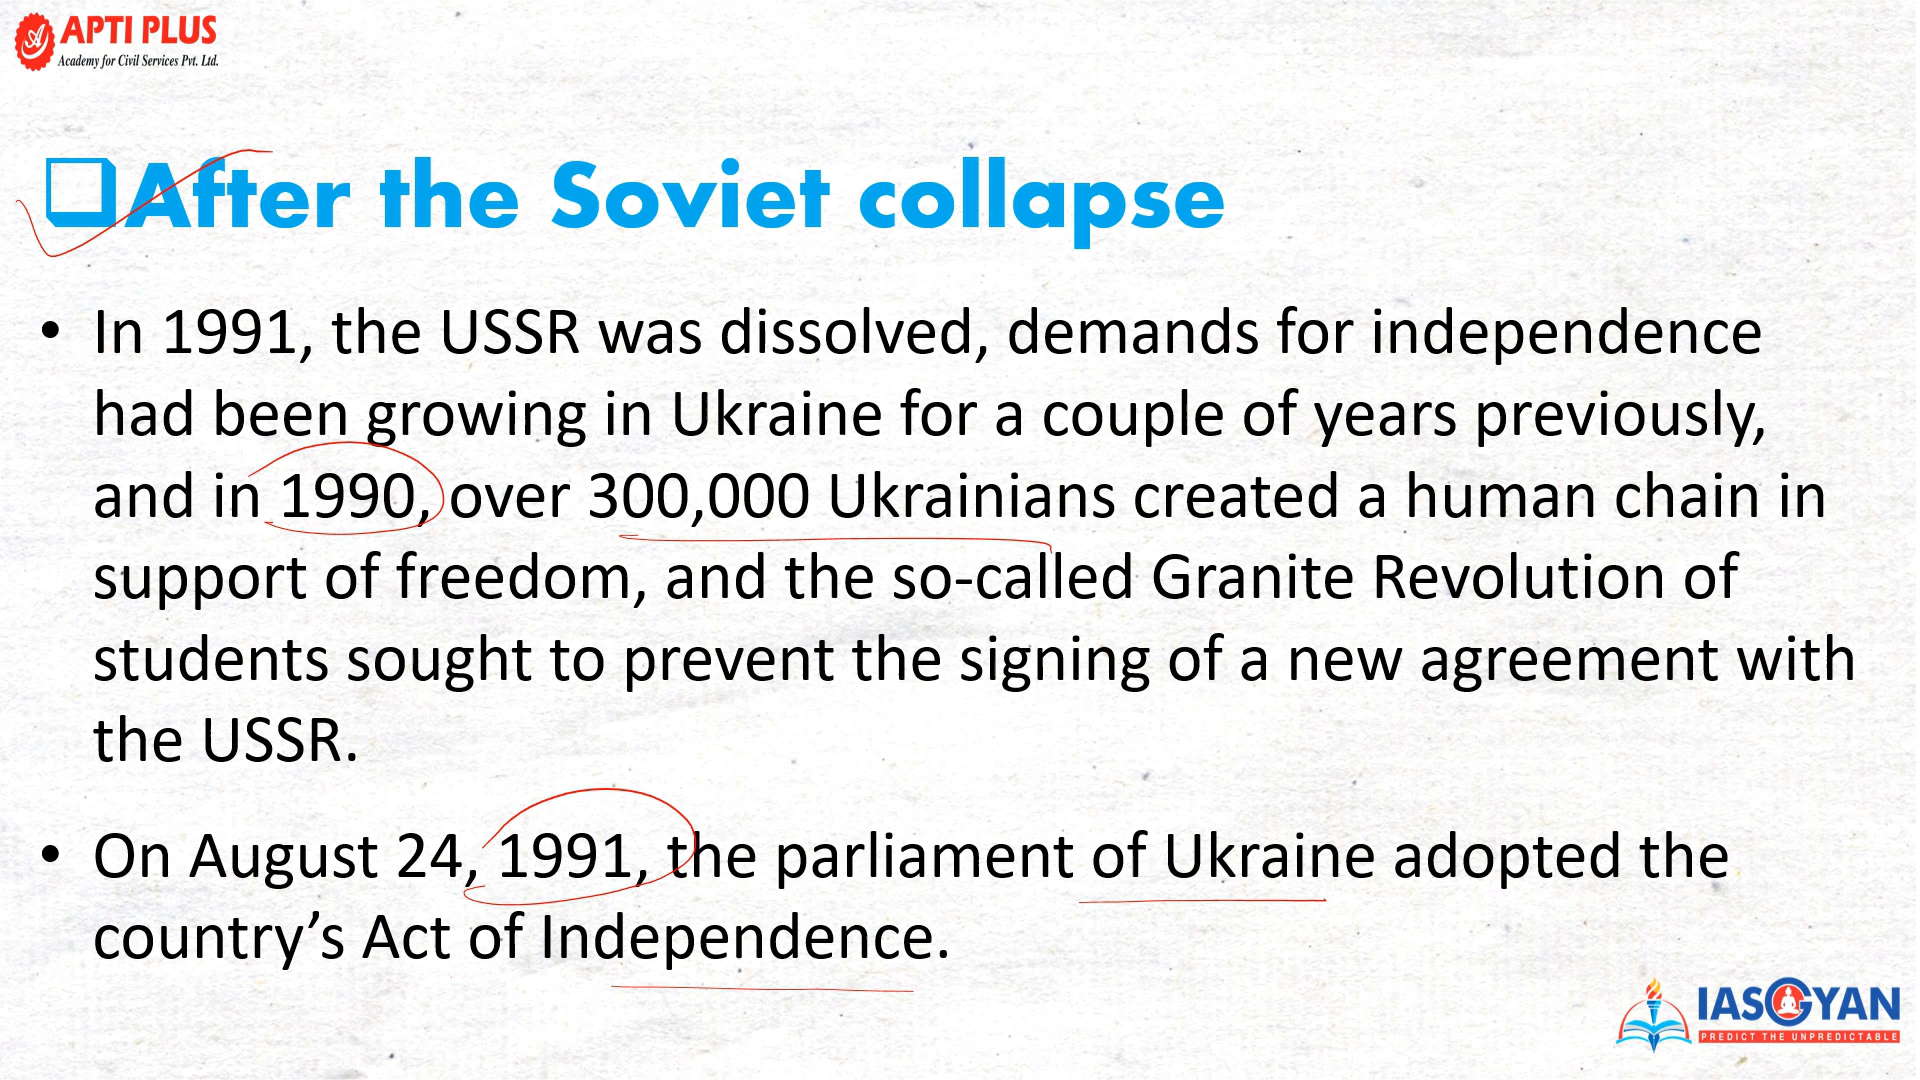 APTI PLUS
Academy for Civil Services Pvt. Ltd.
After the Soviet collapse
• In 1991, the USSR was dissolved, demands for independence
had been growing in Ukraine for a couple of years previously,
and in 1990, over 300,000 Ukrainians created a human chain in
support of freedom, and the so-called Granite Revolution of
students sought to prevent the signing of a new agreement with
the USSR.
• On August 24, 1991, the parliament of Ukraine adopted the
country’s Act of Independence.
IASGYAN
PREDICT THE UNPREDICTABLE